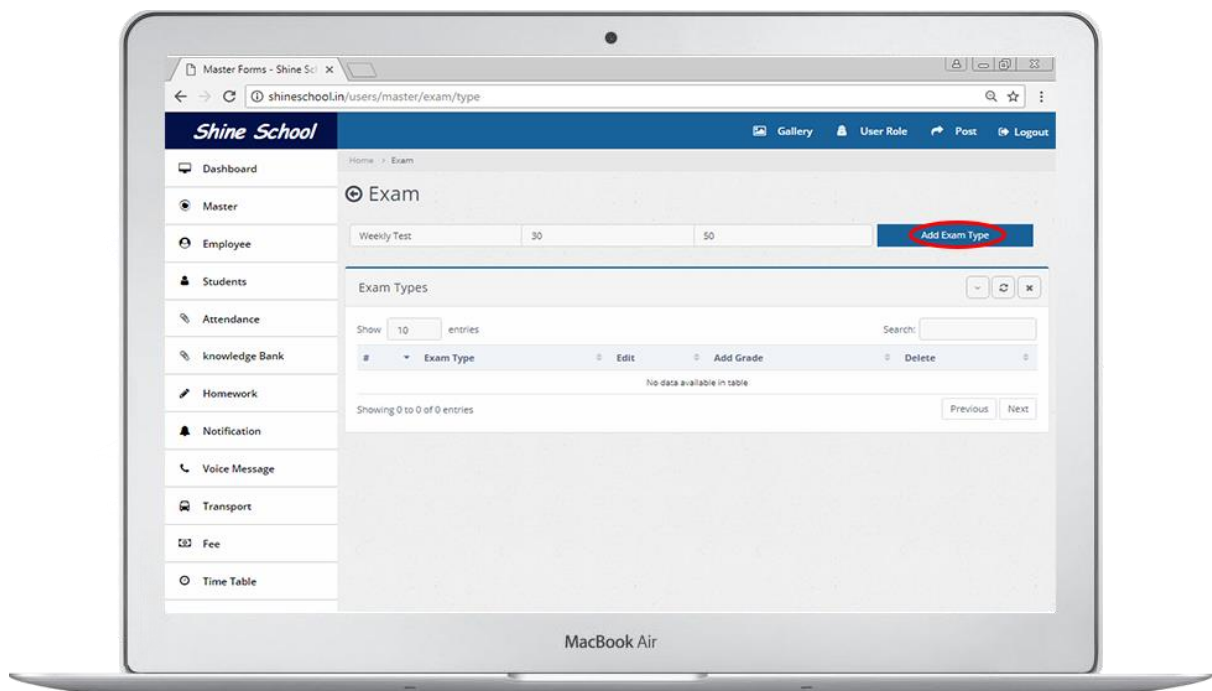 Master Forms - Shine Sch
shineschool.in/users/master/exam/type
Shine School
Gallery User Role Post Logout
Dashboard
Master
Employee
Students
Attendance
knowledge Bank
Homework
Notification
Voice Message
Transport
Fee
Time Table
Home > Exam
Exam
Weekly Test 30 50 Add Exam Type
Exam Types
Show 10 entries Search:
# Exam Type Edit Add Grade Delete
No data available in table
Showing 0 to 0 of 0 entries Previous Next
MacBook Air